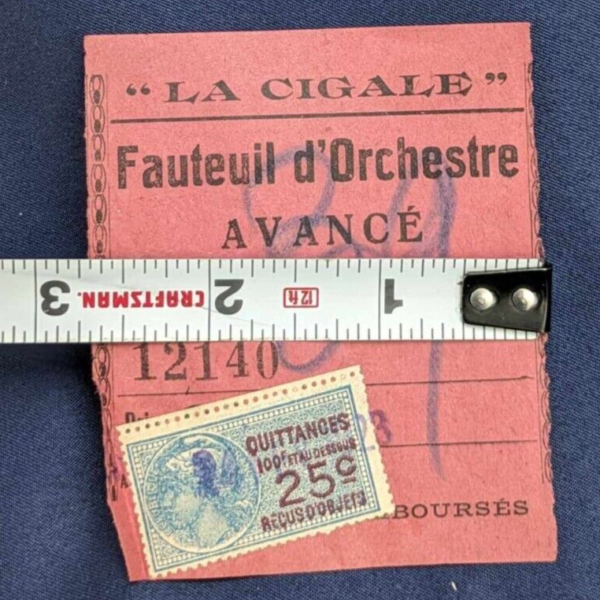 “LA CIGALE”
Fauteuil d'Orchestre
AVANCÉ
3 CRAFTSMAN. 2 12ft 1
12140
QUITTANCES
100F ET AU DESSUS
25c
REÇUS D'OBJETS
BOURSÉS